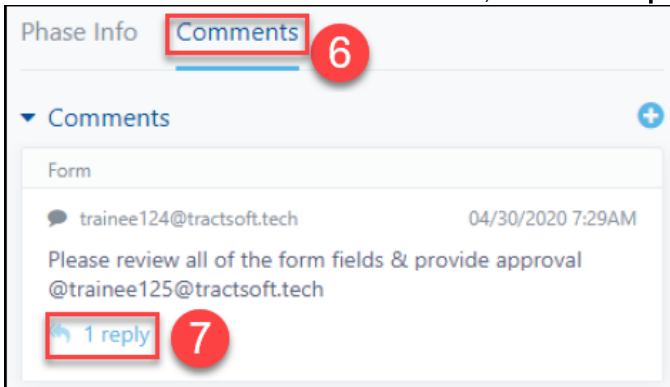 Phase Info Comments
6
Comments
Form
trainee124@tractsoft.tech 04/30/2020 7:29AM
Please review all of the form fields & provide approval
@trainee125@tractsoft.tech
1 reply
7